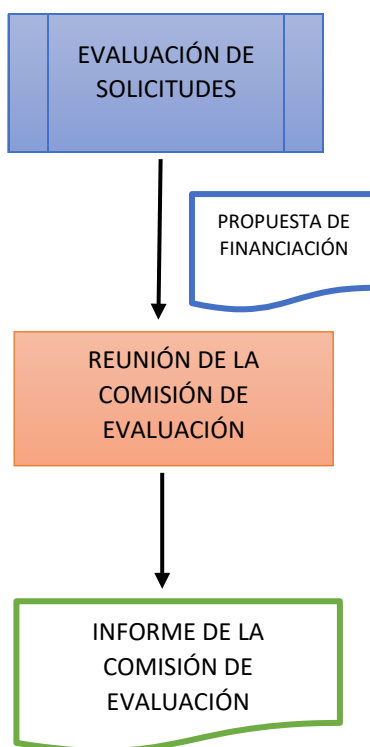 EVALUACIÓN DE
SOLICITUDES
PROPUESTA DE
FINANCIACIÓN
REUNIÓN DE LA
COMISIÓN DE
EVALUACIÓN
INFORME DE LA
COMISIÓN DE
EVALUACIÓN